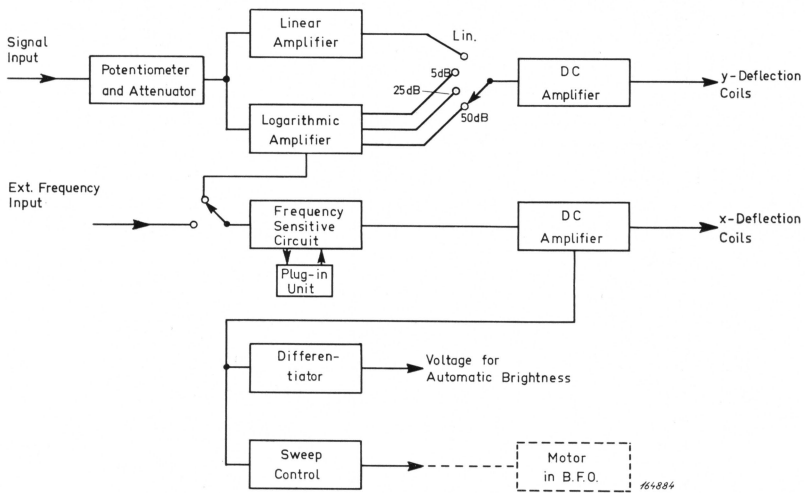 Signal
Input
Potentiometer
and Attenuator
Linear
Amplifier
Lin.
5dB
25dB
50dB
Logarithmic
Amplifier
DC
Amplifier
y-Deflection
Coils
Ext. Frequency
Input
Frequency
Sensitive
Circuit
Plug-in
Unit
DC
Amplifier
x-Deflection
Coils
Differen-
tiator
Voltage for
Automatic Brightness
Sweep
Control
Motor
in B.F.O.
164884